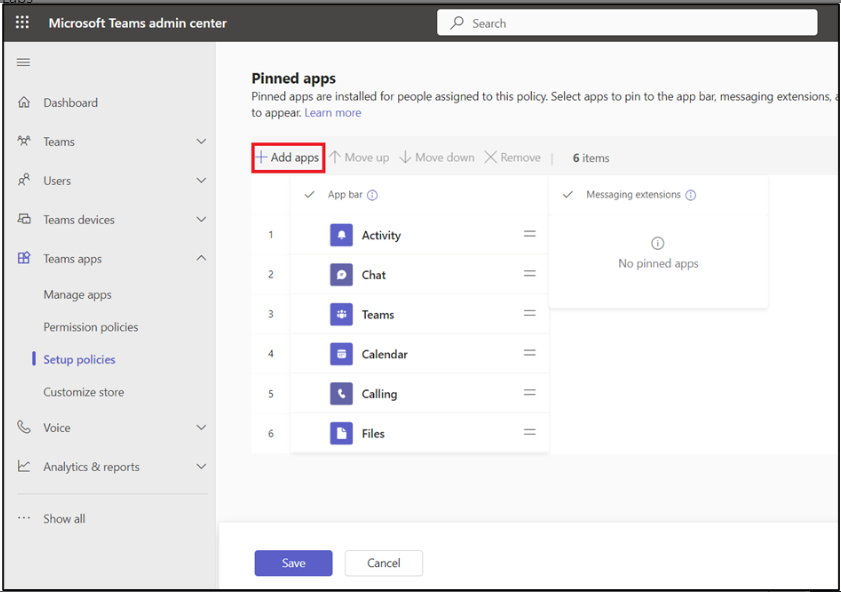 Microsoft Teams admin center
Search
Dashboard
Teams
Users
Teams devices
Teams apps
Manage apps
Permission policies
Setup policies
Customize store
Voice
Analytics & reports
Show all
Pinned apps
Pinned apps are installed for people assigned to this policy. Select apps to pin to the app bar, messaging extensions,
to appear. Learn more
+ Add apps ↑ Move up ↓ Move down × Remove | 6 items
App bar
Messaging extensions
1 Activity
2 Chat
3 Teams
4 Calendar
5 Calling
6 Files
No pinned apps
Save Cancel